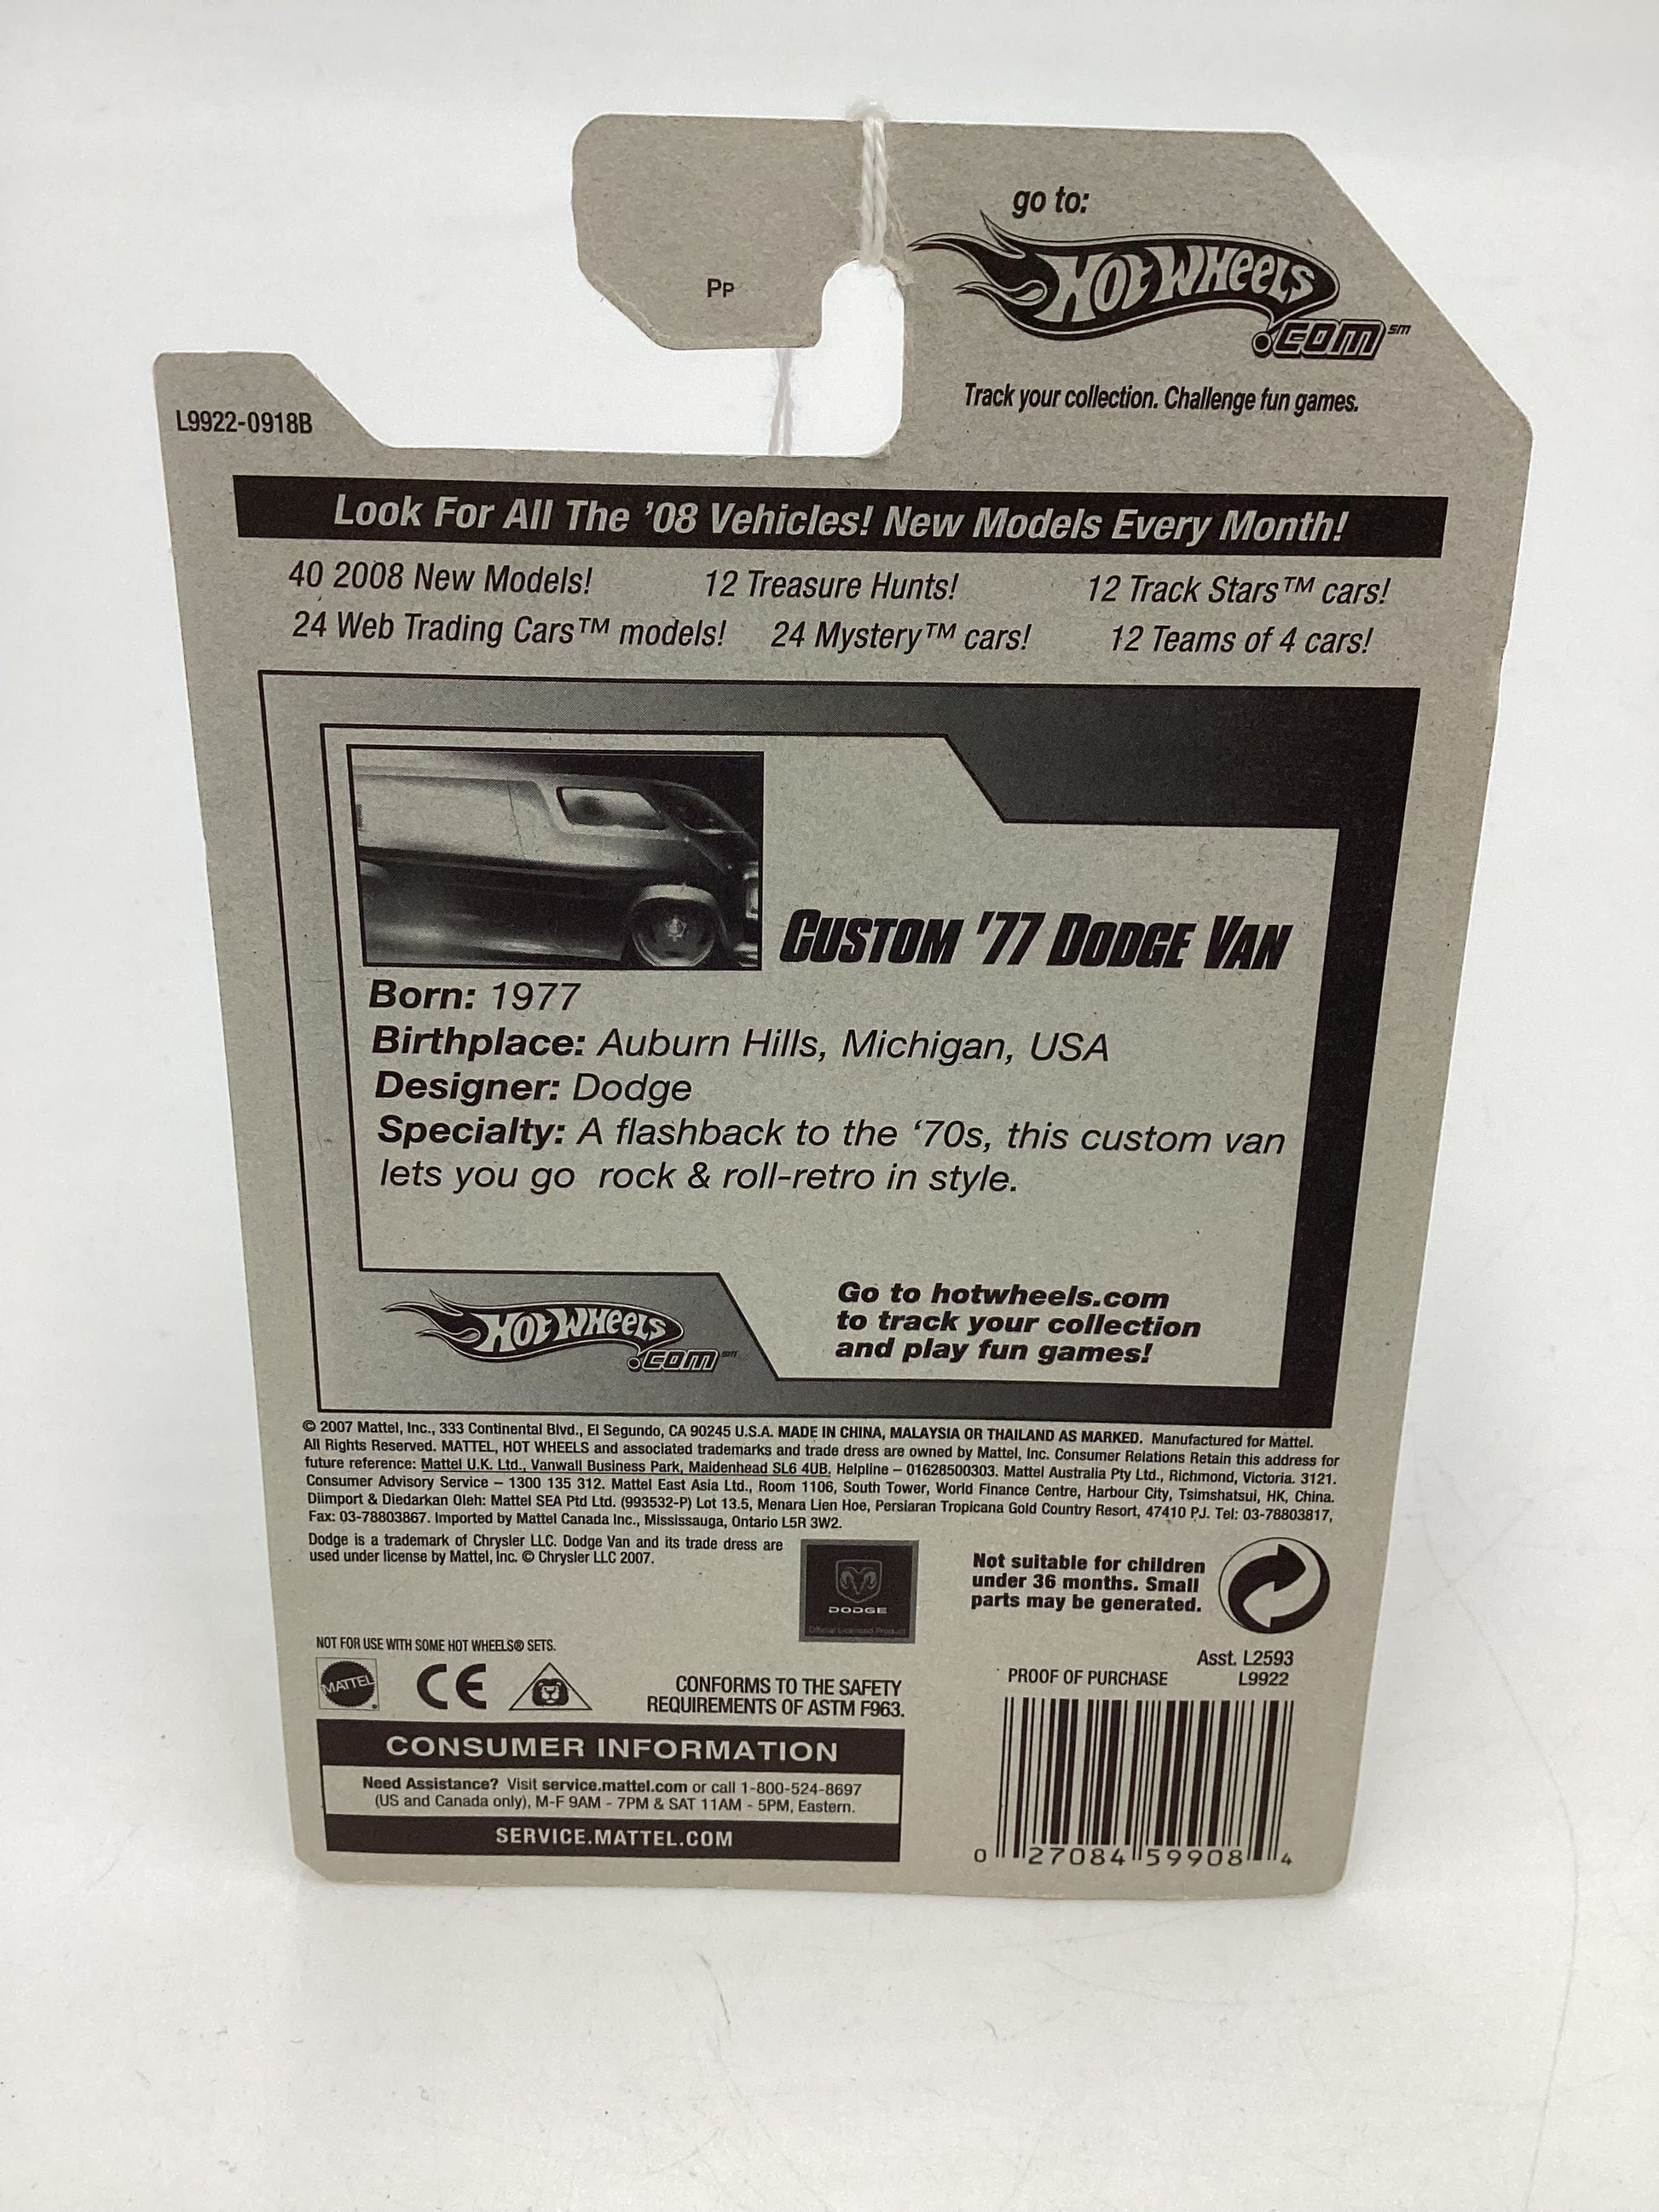 go to:
Hot Wheels
.com℠
Pp
Track your collection. Challenge fun games.
L9922-0918B
Look For All The '08 Vehicles! New Models Every Month!
40 2008 New Models! 12 Treasure Hunts! 12 Track Stars™ cars!
24 Web Trading Cars™ models! 24 Mystery™ cars! 12 Teams of 4 cars!
Custom '77 Dodge Van
Born: 1977
Birthplace: Auburn Hills, Michigan, USA
Designer: Dodge
Specialty: A flashback to the ‘70s, this custom van
lets you go rock & roll-retro in style.
Hot Wheels
.com℠
Go to hotwheels.com
to track your collection
and play fun games!
© 2007 Mattel, Inc., 333 Continental Blvd., El Segundo, CA 90245 U.S.A. MADE IN CHINA, MALAYSIA OR THAILAND AS MARKED. Manufactured for Mattel.
All Rights Reserved. MATTEL, HOT WHEELS and associated trademarks and trade dress are owned by Mattel, Inc. Consumer Relations Retain this address for
future reference: Mattel U.K. Ltd., Vanwall Business Park, Maidenhead SL6 4UB. Helpline – 01628500303. Mattel Australia Pty Ltd., Richmond, Victoria. 3121.
Consumer Advisory Service – 1300 135 312. Mattel East Asia Ltd., Room 1106, South Tower, World Finance Centre, Harbour City, Tsimshatsui, HK, China.
Diimport & Diedarkan Oleh: Mattel SEA Ptd Ltd. (993532-P) Lot 13.5, Menara Lien Hoe, Persiaran Tropicana Gold Country Resort, 47410 PJ. Tel: 03-78803817,
Fax: 03-78803867. Imported by Mattel Canada Inc., Mississauga, Ontario L5R 3W2.
Dodge is a trademark of Chrysler LLC. Dodge Van and its trade dress are
used under license by Mattel, Inc. © Chrysler LLC 2007.
DODGE
Official Licensed Product
Not suitable for children
under 36 months. Small
parts may be generated.
NOT FOR USE WITH SOME HOT WHEELS® SETS.
MATTEL
CE
CONFORMS TO THE SAFETY
REQUIREMENTS OF ASTM F963.
Asst. L2593
PROOF OF PURCHASE L9922
CONSUMER INFORMATION
Need Assistance? Visit service.mattel.com or call 1-800-524-8697
(US and Canada only), M-F 9AM - 7PM & SAT 11AM - 5PM, Eastern.
SERVICE.MATTEL.COM
0 27084 59908 4